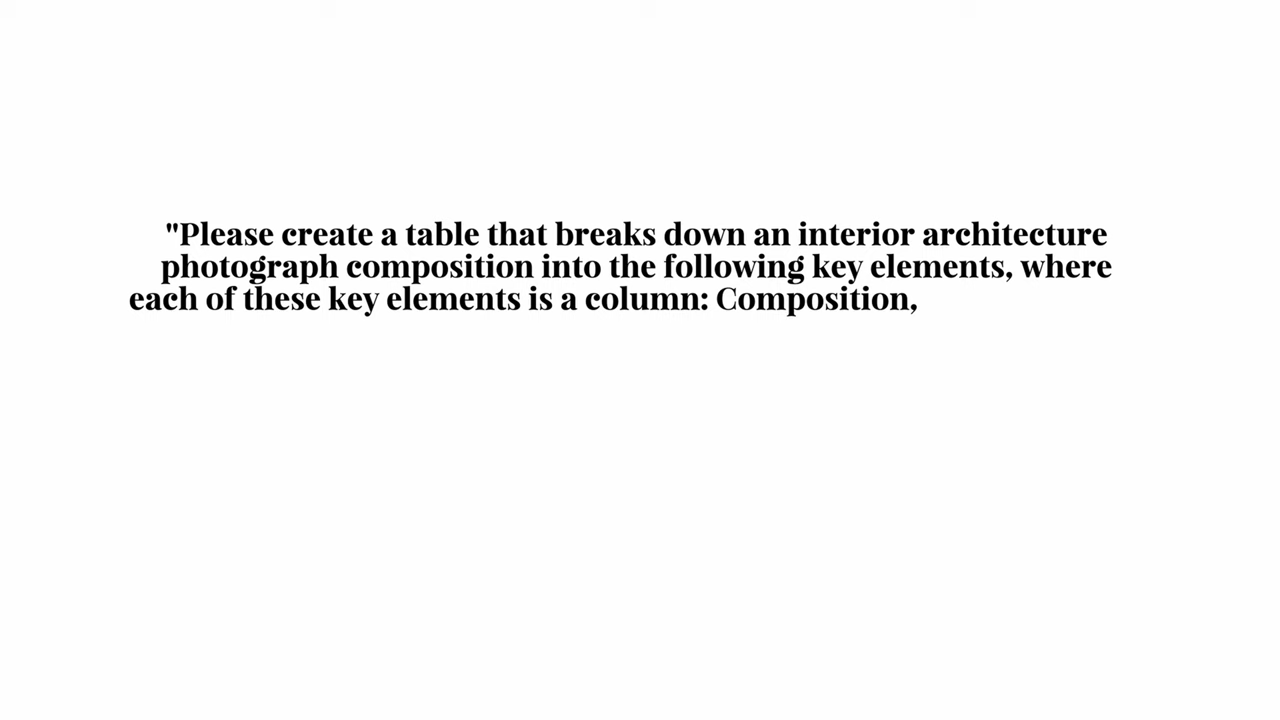 "Please create a table that breaks down an interior architecture
photograph composition into the following key elements, where
each of these key elements is a column: Composition,